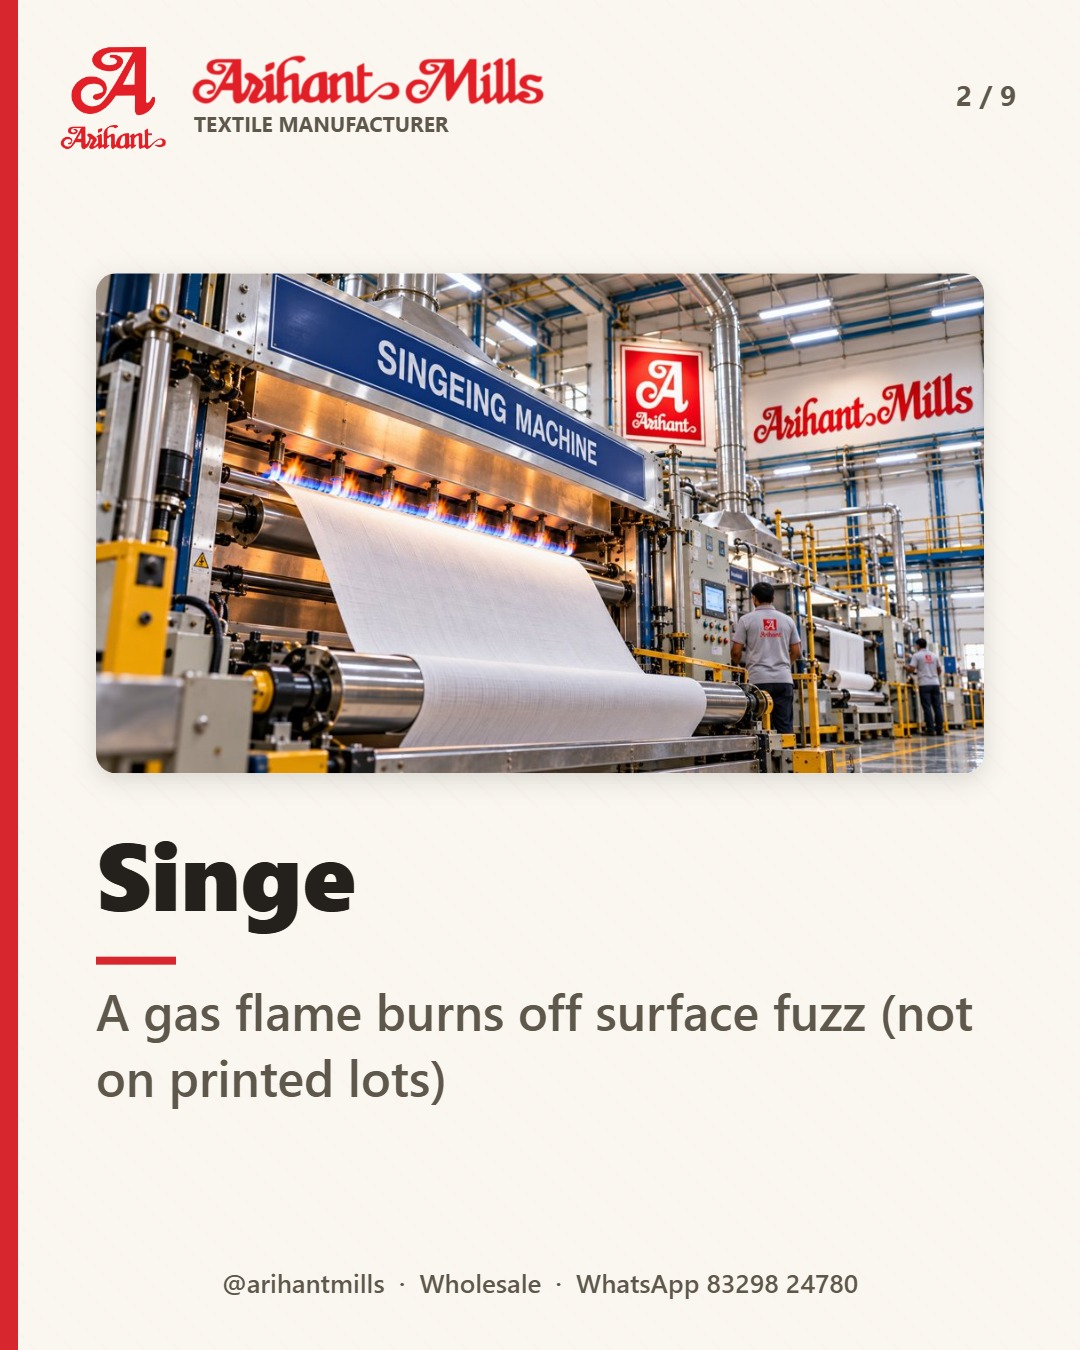 A
Arihant
Arihant Mills
TEXTILE MANUFACTURER
2 / 9
SINGEING MACHINE
A
Arihant
Arihant Mills
A
Arihant
Singe
A gas flame burns off surface fuzz (not
on printed lots)
@arihantmills · Wholesale · WhatsApp 83298 24780